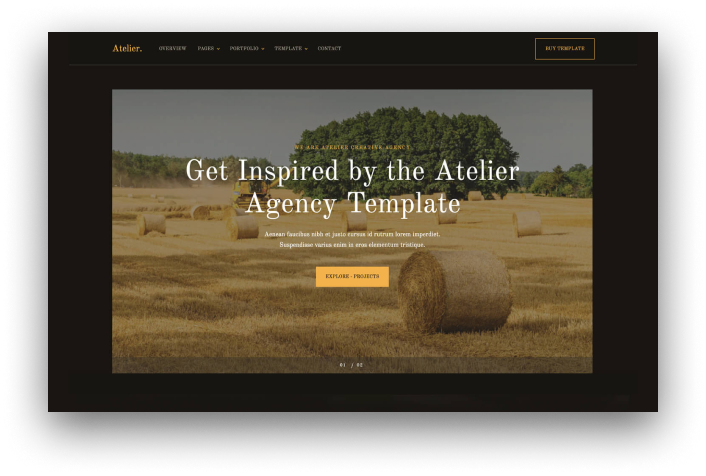 Atelier.
OVERVIEW PAGES PORTFOLIO TEMPLATE CONTACT
BUY TEMPLATE
WE ARE ATELIER CREATIVE AGENCY
Get Inspired by the Atelier
Agency Template
Aenean faucibus nibh et justo cursus id rutrum lorem imperdiet.
Suspendisse varius enim in eros elementum tristique.
EXPLORE - PROJECTS
01 / 02